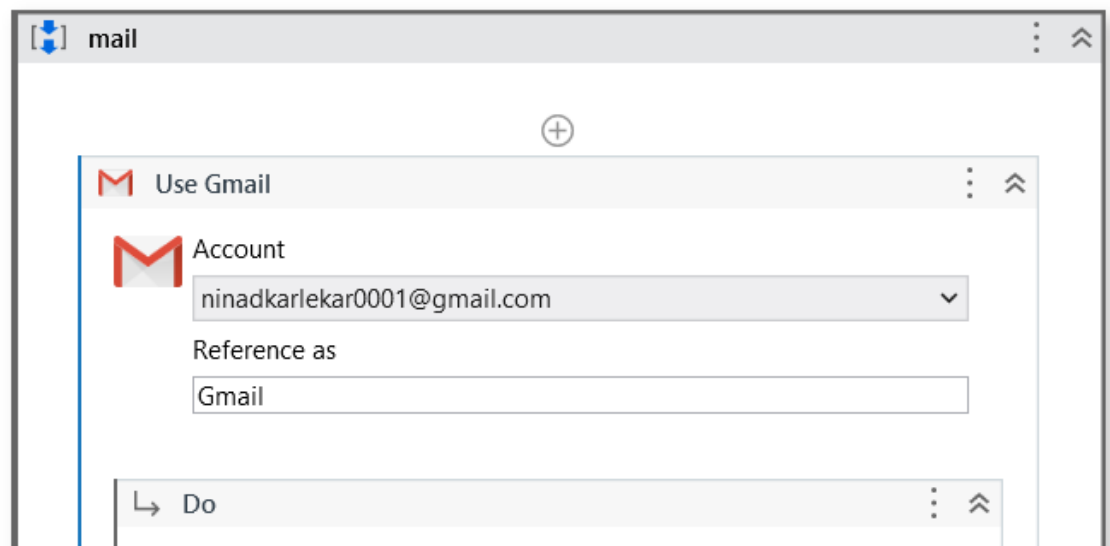 mail
Use Gmail
Account
ninadkarlekar0001@gmail.com
Reference as
Gmail
Do